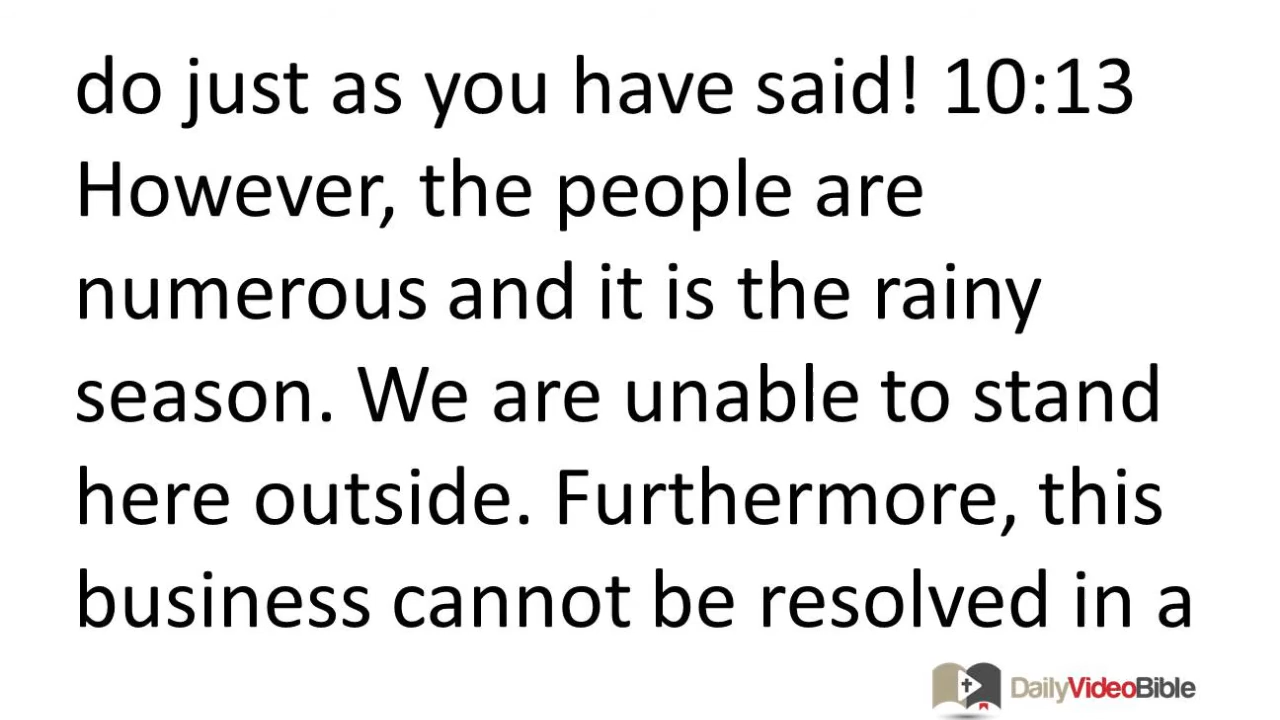 do just as you have said! 10:13
However, the people are
numerous and it is the rainy
season. We are unable to stand
here outside. Furthermore, this
business cannot be resolved in a
DailyVideoBible